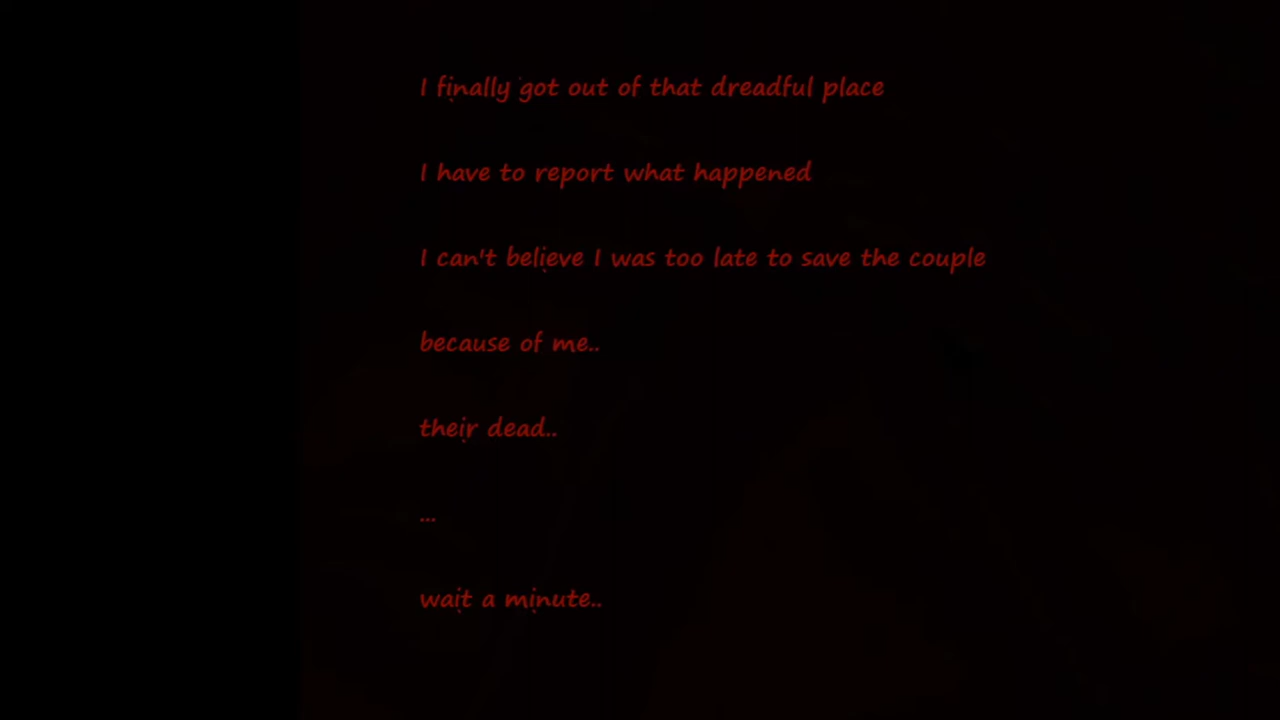 I finally got out of that dreadful place
I have to report what happened
I can't believe I was too late to save the couple
because of me..
their dead..
...
wait a minute..